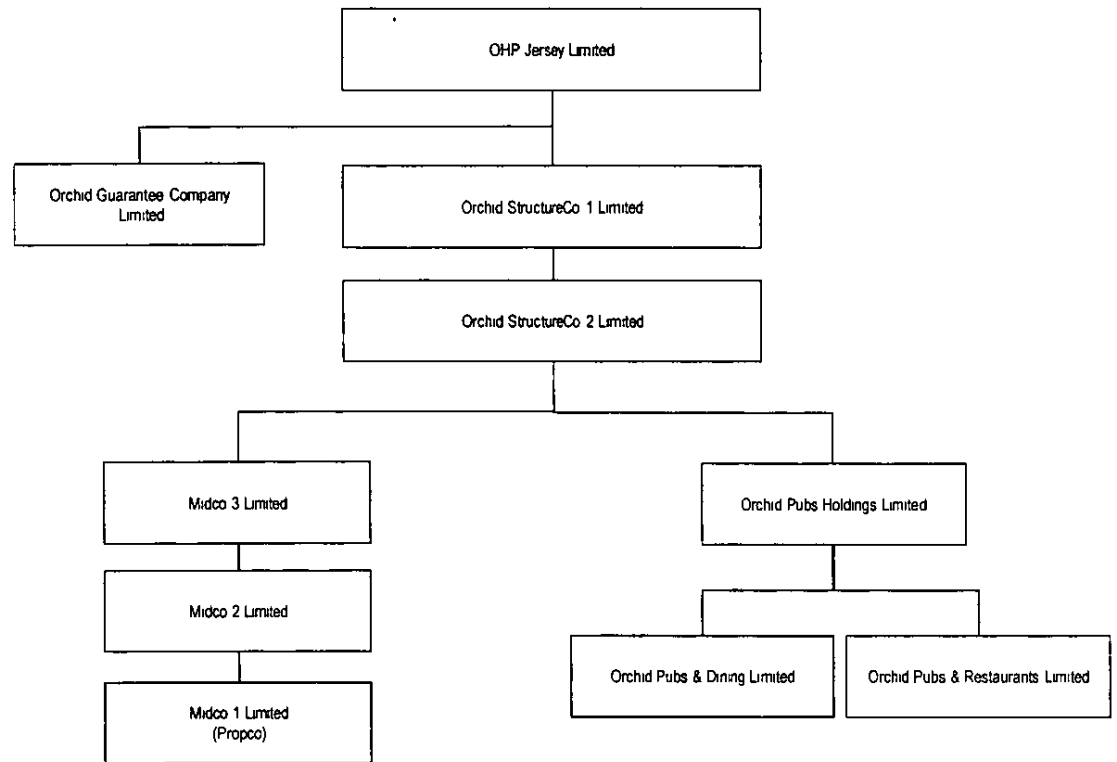 OHP Jersey Limited
Orchid Guarantee Company
Limited
Orchid StructureCo 1 Limited
Orchid StructureCo 2 Limited
Midco 3 Limited
Orchid Pubs Holdings Limited
Midco 2 Limited
Orchid Pubs & Dining Limited
Orchid Pubs & Restaurants Limited
Midco 1 Limited
(Propco)